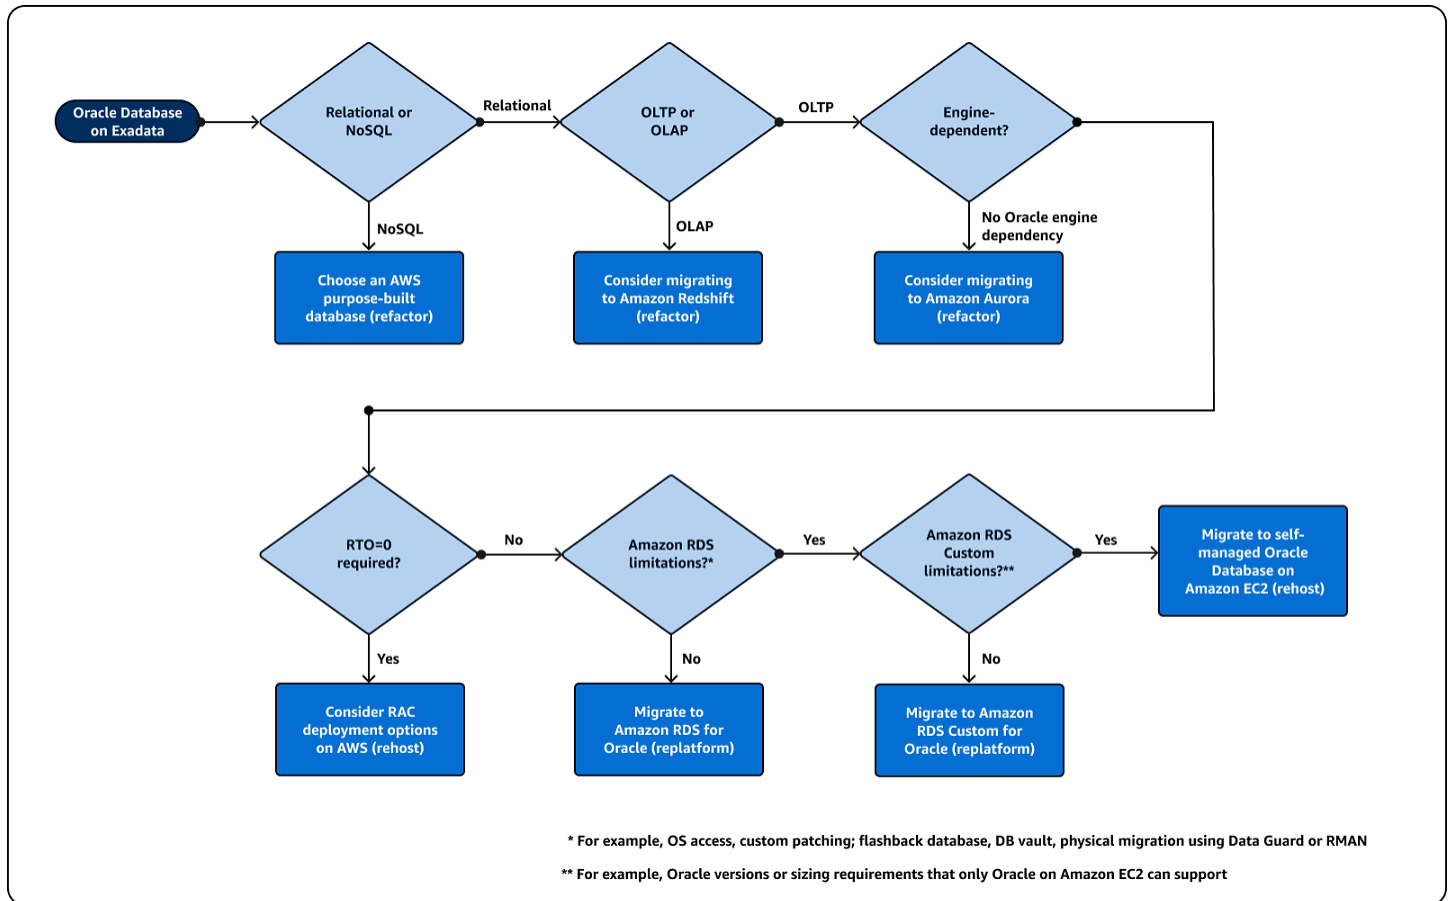 Oracle Database
on Exadata
Relational or
NoSQL
Relational
OLTP or
OLAP
OLTP
Engine-
dependent?
NoSQL
OLAP
No Oracle engine
dependency
Choose an AWS
purpose-built
database (refactor)
Consider migrating
to Amazon Redshift
(refactor)
Consider migrating
to Amazon Aurora
(refactor)
RTO=0
required?
No
Amazon RDS
limitations?*
Yes
Amazon RDS
Custom
limitations?**
Yes
Migrate to self-
managed Oracle
Database on
Amazon EC2 (rehost)
Yes
No
No
Consider RAC
deployment options
on AWS (rehost)
Migrate to
Amazon RDS for
Oracle (replatform)
Migrate to Amazon
RDS Custom for
Oracle (replatform)
* For example, OS access, custom patching; flashback database, DB vault, physical migration using Data Guard or RMAN
** For example, Oracle versions or sizing requirements that only Oracle on Amazon EC2 can support